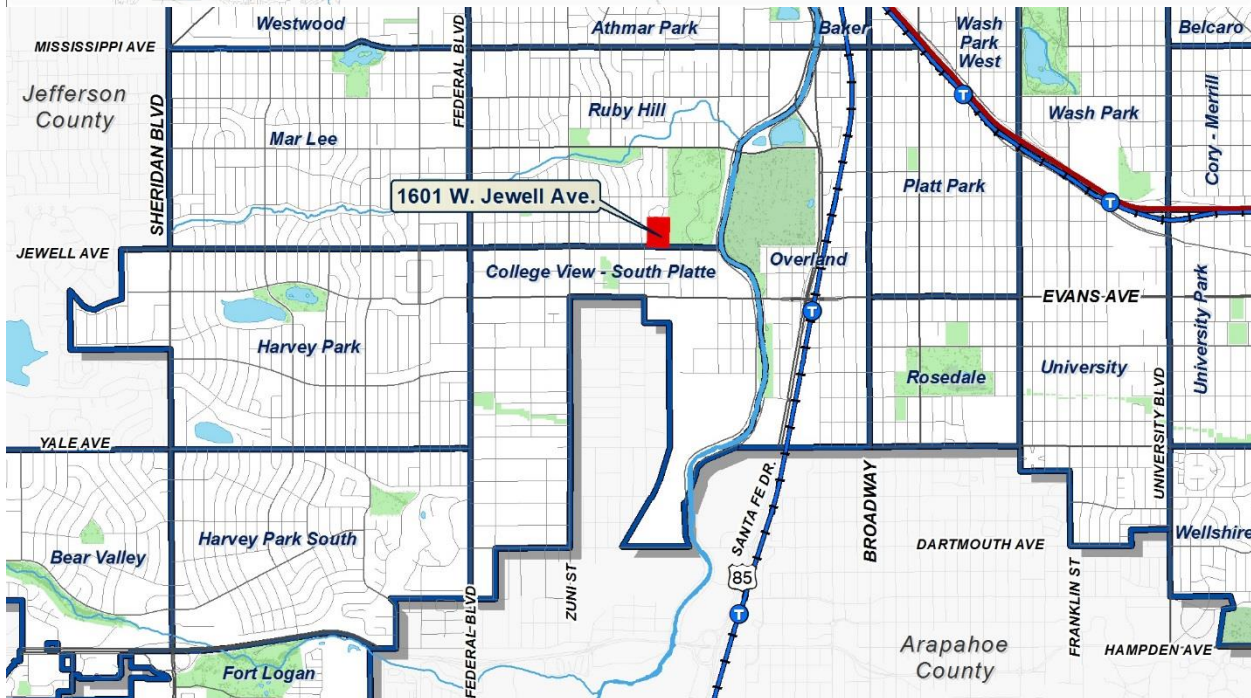 Westwood
FEDERAL BLVD
Athmar Park
Baker
Wash
Park
West
Belcaro
MISSISSIPPI AVE
Jefferson
County
SHERIDAN BLVD
Mar Lee
Ruby Hill
T
Wash Park
Cory - Merrill
1601 W. Jewell Ave.
Platt Park
T
JEWELL AVE
College View - South Platte
Overland
EVANS AVE
University Park
T
Harvey Park
Rosedale
University
YALE AVE
UNIVERSITY BLVD
Bear Valley
Harvey Park South
SANTA FE DR.
BROADWAY
DARTMOUTH AVE
Wellshire
85
ZUNI ST
FEDERAL BLVD
T
FRANKLIN ST
Arapahoe
County
HAMPDEN AVE
Fort Logan